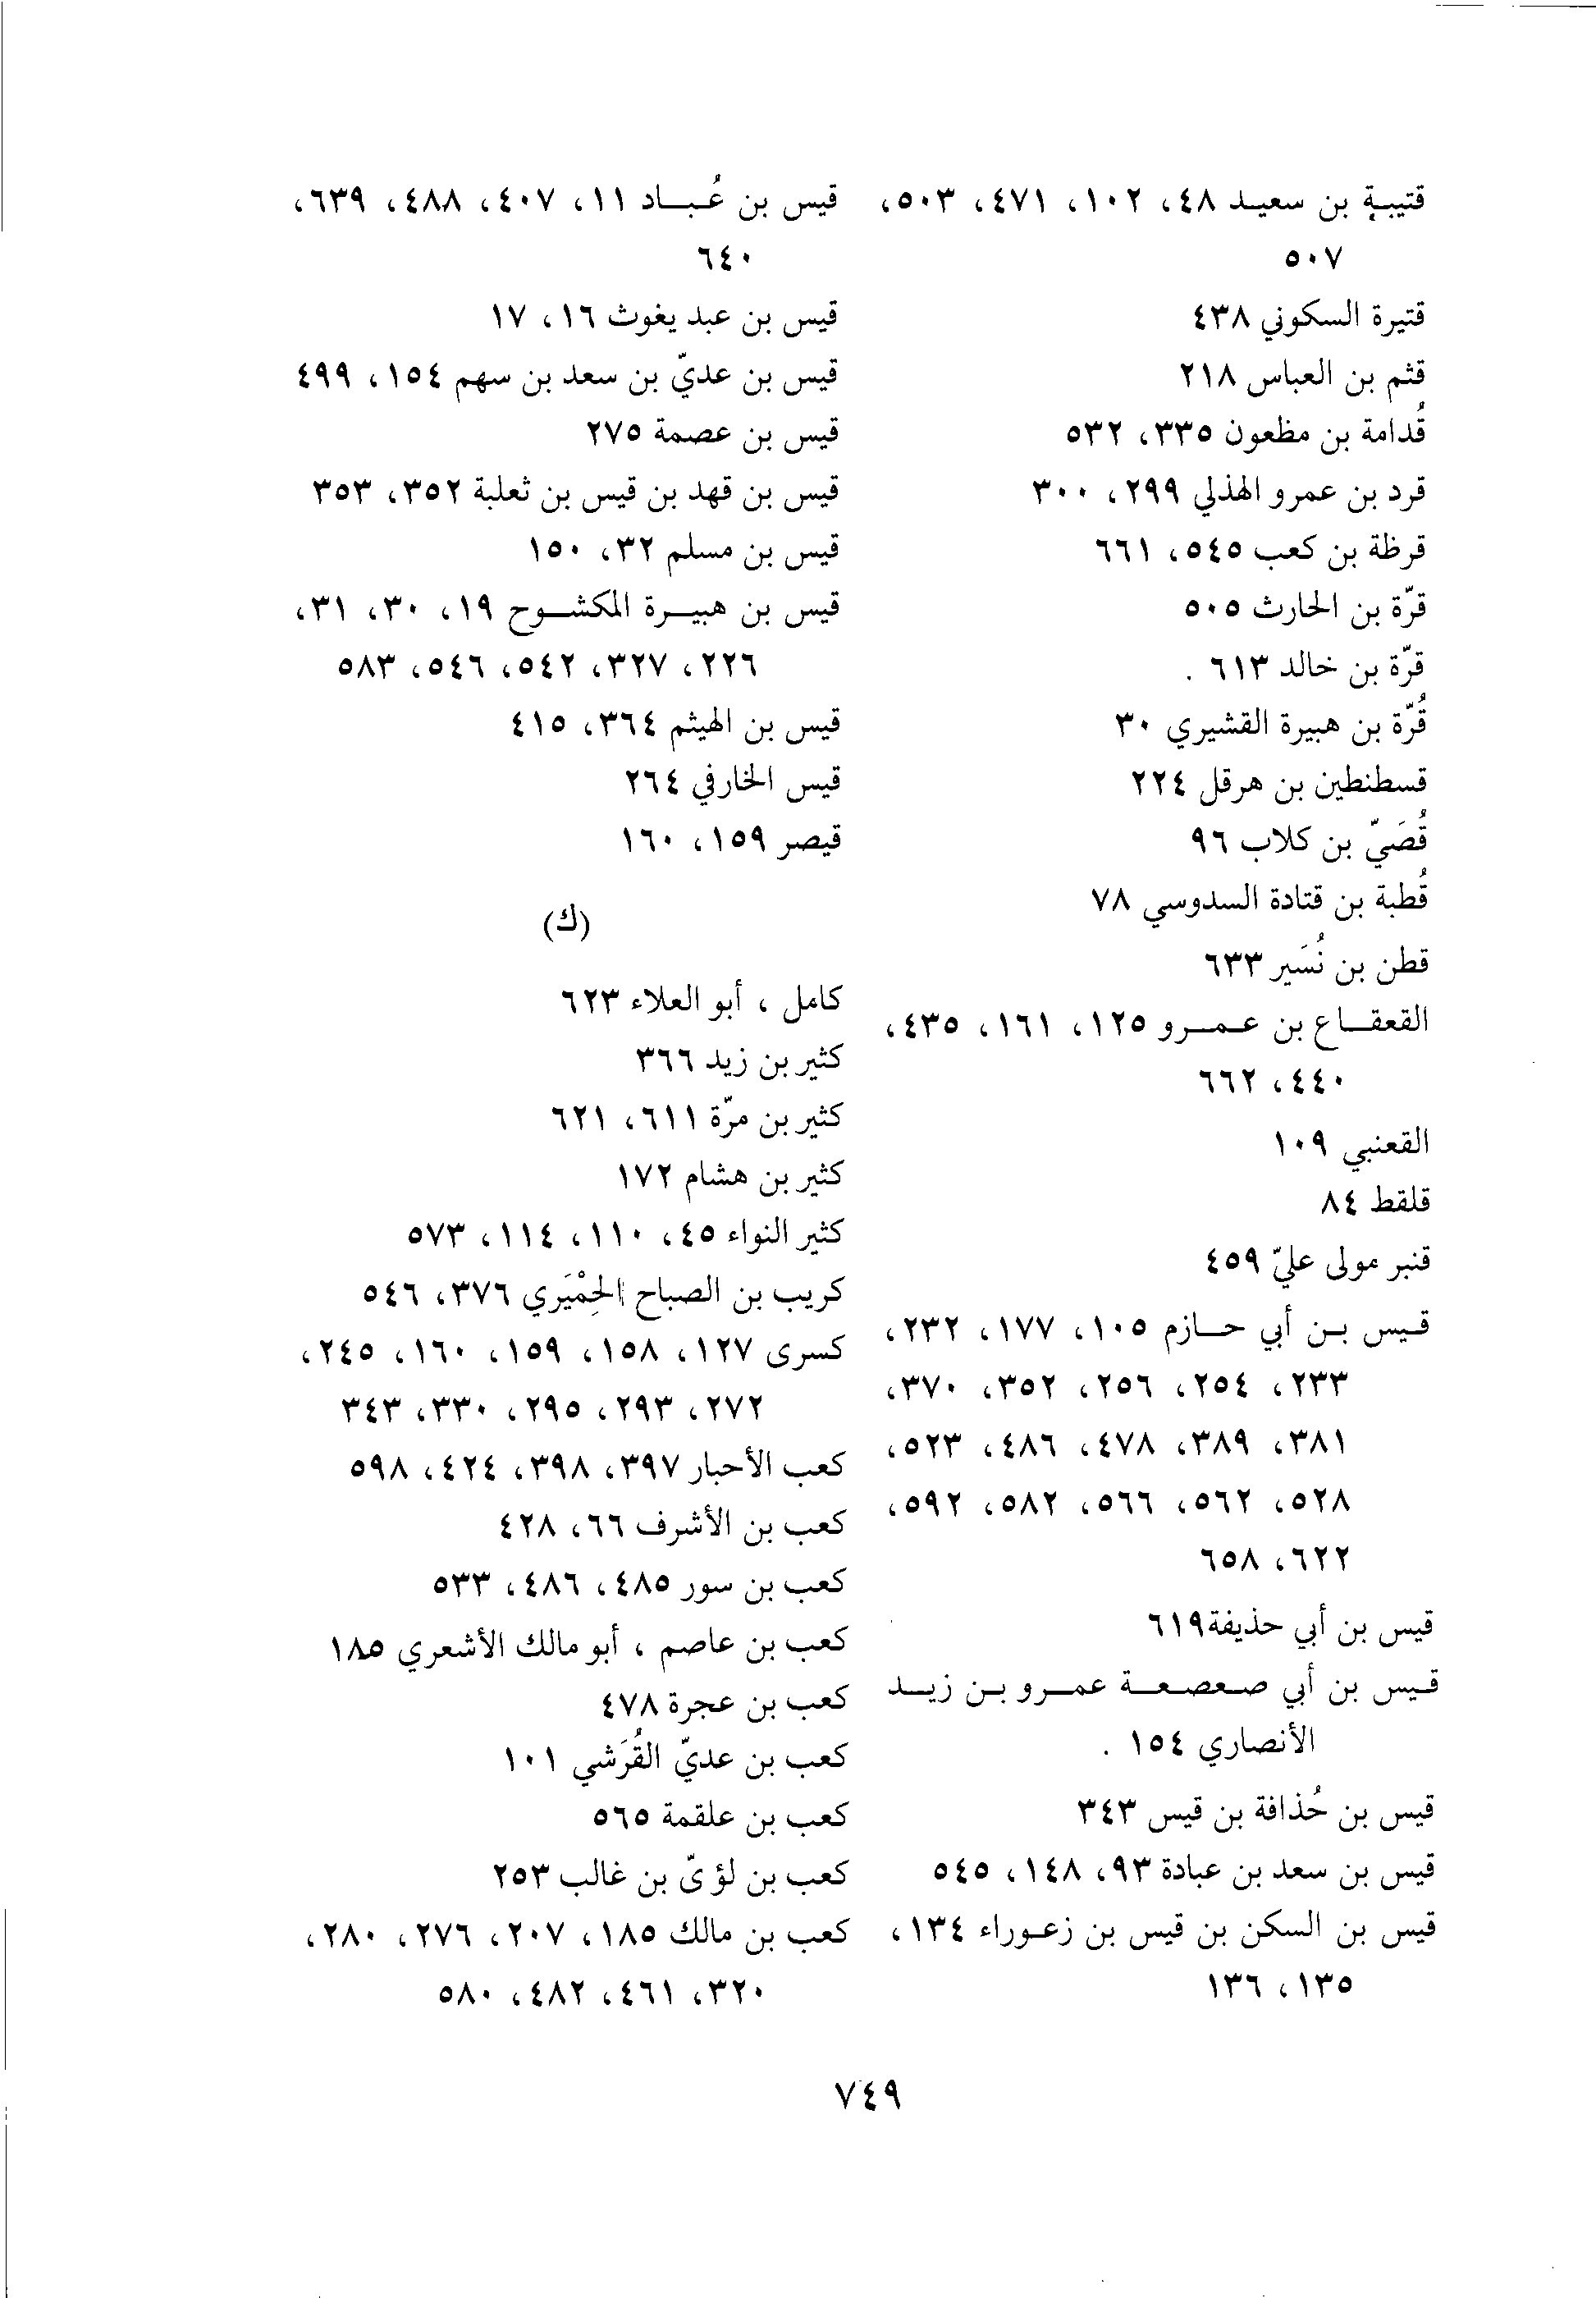 قتيبة بن سعيد ٤٨، ١٠٢، ٤٧١، ٥٠٣،
٥٠٧
قتيرة السكوني ٤٣٨
قثم بن العباس ٢١٨
قُدامة بن مظعون ٣٣٥، ٥٣٢
قرد بن عمرو الهذلي ٢٩٩، ٣٠٠
قرظة بن كعب ٥٤٥، ٦٦١
قرّة بن الحارث ٥٠٥
قرّة بن خالد ٦١٣ .
قُرّة بن هبيرة القشيري ٣٠
قسطنطين بن هرقل ٢٢٤
قُصَيّ بن كلاب ٩٦
قُطبة بن قتادة السدوسي ٧٨
قطن بن نُسَير ٦٣٣
القعقاع بن عمرو ١٢٥، ١٦١، ٤٣٥،
٤٤٠، ٦٦٢
القعنبي ١٠٩
قلقط ٨٤
قنبر مولى عليّ ٤٥٩
قيس بن أبي حازم ١٠٥، ١٧٧، ٢٣٢،
٢٣٣، ٢٥٤، ٢٥٦، ٣٥٢، ٣٧٠،
٣٨١، ٣٨٩، ٤٧٨، ٤٨٦، ٥٢٣،
٥٢٨، ٥٦٢، ٥٦٦، ٥٨٢، ٥٩٢،
٦٢٢، ٦٥٨
قيس بن أبي حذيفة٦١٩
قيس بن أبي صعصعة عمرو بن زيد
الأنصاري ١٥٤ .
قيس بن حُذافة بن قيس ٣٤٣
قيس بن سعد بن عبادة ٩٣، ١٤٨، ٥٤٥
قيس بن السكن بن قيس بن زعوراء ١٣٤،
١٣٥، ١٣٦
قيس بن عُباد ١١، ٤٠٧، ٤٨٨، ٦٣٩،
٦٤٠
قيس بن عبد يغوث ١٦، ١٧
قيس بن عديّ بن سعد بن سهم ١٥٤، ٤٩٩
قيس بن عصمة ٢٧٥
قيس بن قهد بن قيس بن ثعلبة ٣٥٢، ٣٥٣
قيس بن مسلم ٣٢، ١٥٠
قيس بن هبيرة المكشوح ١٩، ٣٠، ٣١،
٢٢٦، ٣٢٧، ٥٤٢، ٥٤٦، ٥٨٣
قيس بن الهيثم ٣٦٤، ٤١٥
قيس الخارفي ٢٦٤
قيصر ١٥٩، ١٦٠
(ك)
كامل ، أبو العلاء ٦٢٣
كثير بن زيد ٣٦٦
كثير بن مرّة ٦١١، ٦٢١
كثير بن هشام ١٧٢
كثير النواء ٤٥، ١١٠، ١١٤، ٥٧٣
كريب بن الصباح الحِمْيَري ٣٧٦، ٥٤٦
كسرى ١٢٧، ١٥٨، ١٥٩، ١٦٠، ٢٤٥،
٢٧٢، ٢٩٣، ٢٩٥، ٣٣٠، ٣٤٣
كعب الأحبار ٣٩٧، ٣٩٨، ٤٢٤، ٥٩٨
كعب بن الأشرف ٦٦، ٤٢٨
كعب بن سور ٤٨٥، ٤٨٦، ٥٣٣
كعب بن عاصم ، أبو مالك الأشعري ١٨٥
كعب بن عجرة ٤٧٨
كعب بن عديّ القُرَشي ١٠١
كعب بن علقمة ٥٦٥
كعب بن لؤىّ بن غالب ٢٥٣
كعب بن مالك ١٨٥، ٢٠٧، ٢٧٦، ٢٨٠،
٣٢٠، ٤٦١، ٤٨٢، ٥٨٠
٧٤٩